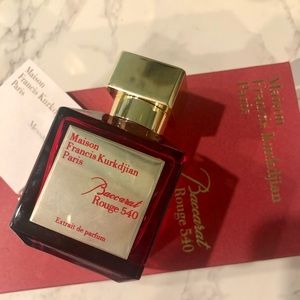 Maison
Francis Kurkdjian
Paris
Baccarat
Rouge 540
Extrait de parfum
Maison
Francis Kurkdjian
Paris
Maison
Francis Kurkdjian
Paris
Baccarat
Rouge 540